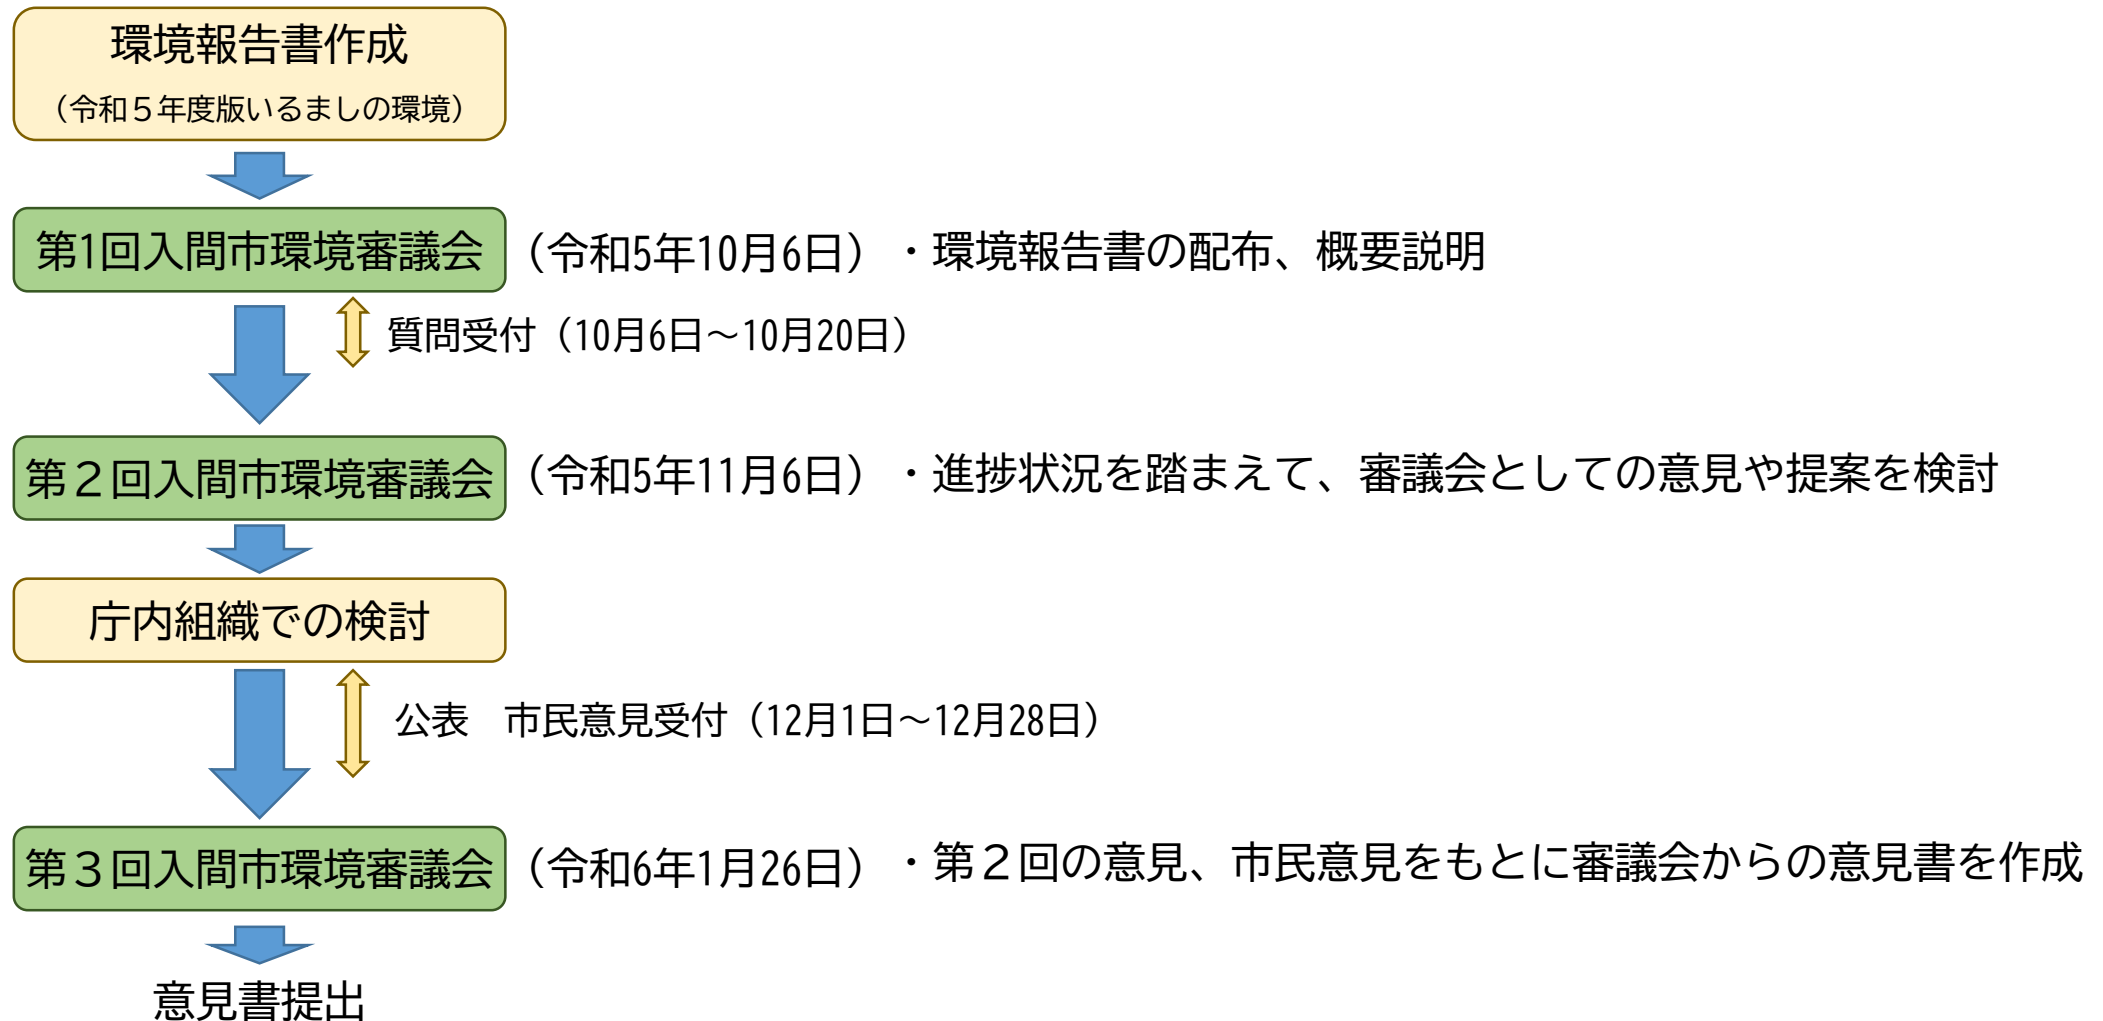 環境報告書作成
（令和５年度版いるましの環境）
第1回入間市環境審議会 （令和5年10月6日） ・環境報告書の配布、概要説明
質問受付（10月6日～10月20日）
第２回入間市環境審議会 （令和5年11月6日） ・進捗状況を踏まえて、審議会としての意見や提案を検討
庁内組織での検討
公表　市民意見受付（12月1日～12月28日）
第３回入間市環境審議会 （令和6年1月26日） ・第２回の意見、市民意見をもとに審議会からの意見書を作成
意見書提出